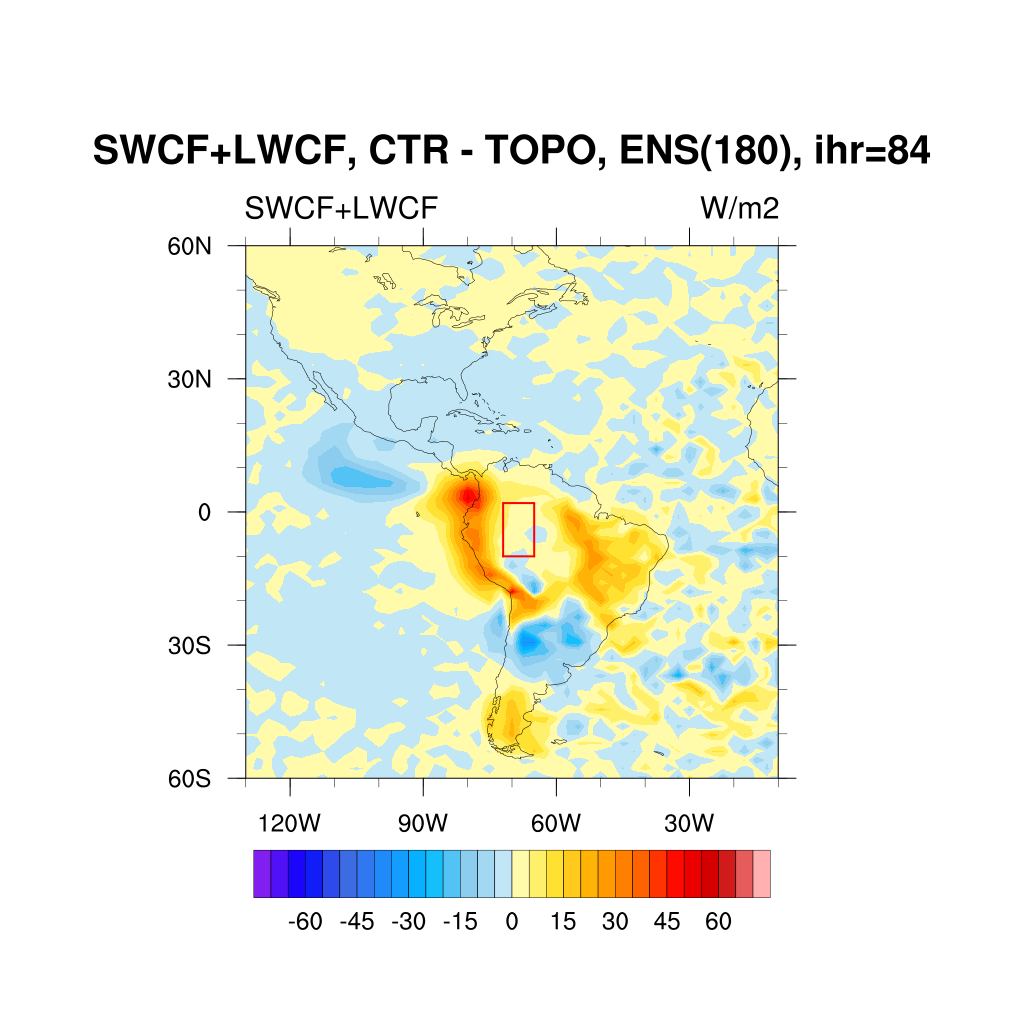 SWCF+LWCF, CTR - TOPO, ENS(180), ihr=84
SWCF+LWCF W/m2
60N
30N
0
30S
60S
120W 90W 60W 30W
-60 -45 -30 -15 0 15 30 45 60